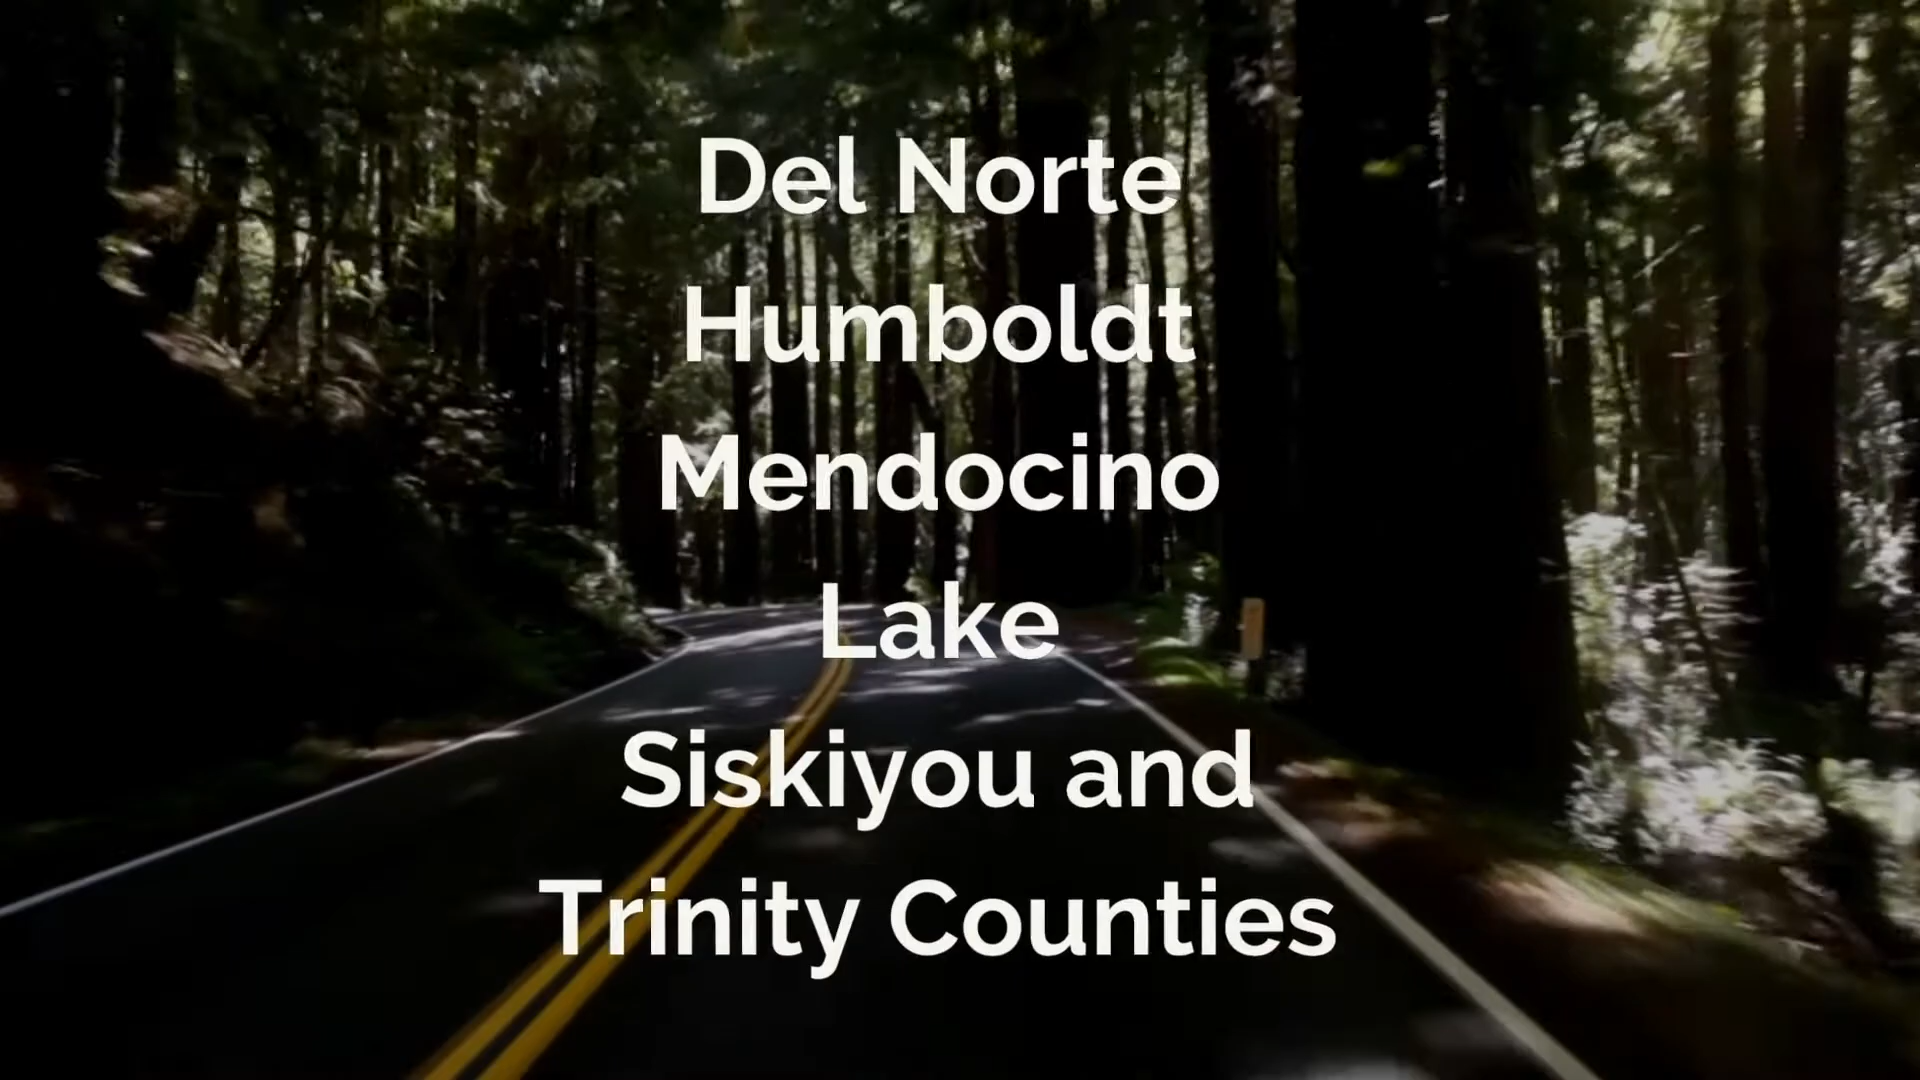 Del Norte
Humboldt
Mendocino
Lake
Siskiyou and
Trinity Counties